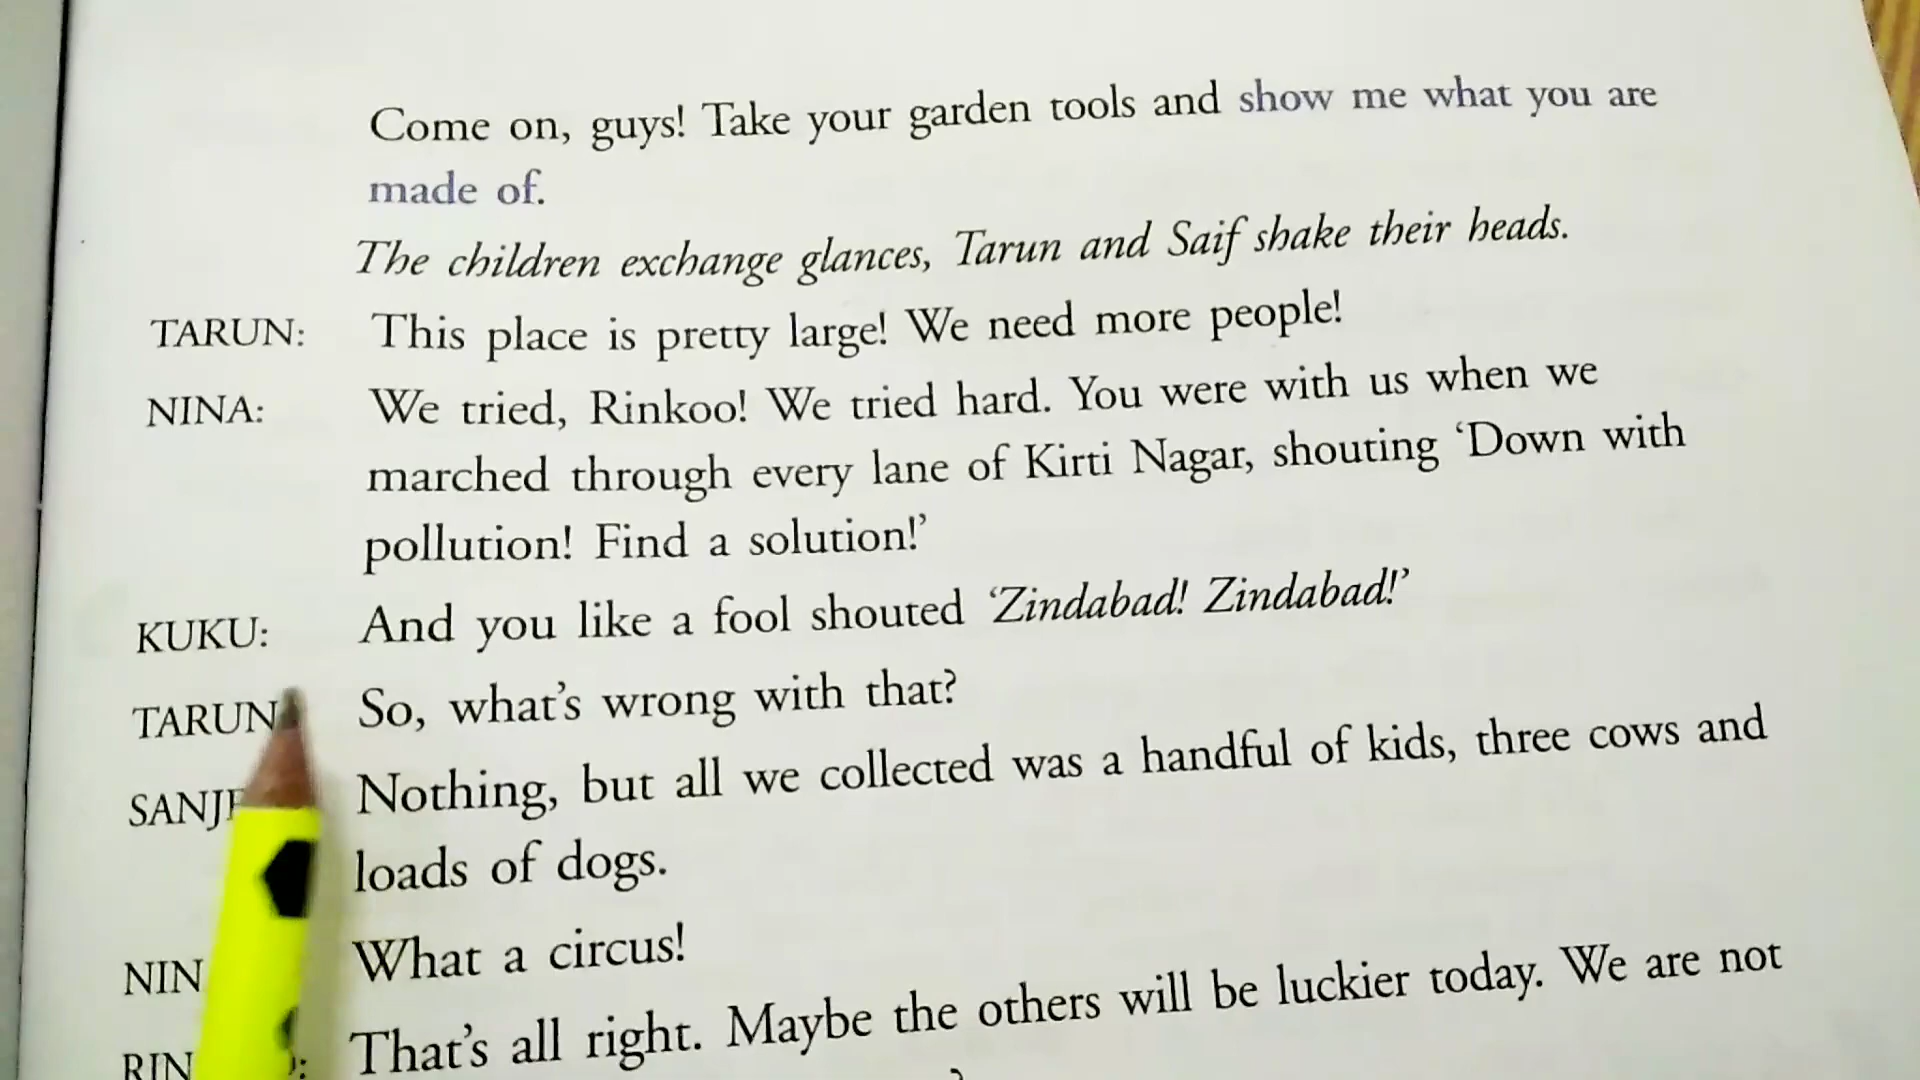 Come on, guys! Take your garden tools and show me what you are
made of.
The children exchange glances, Tarun and Saif shake their heads.
TARUN: This place is pretty large! We need more people!
NINA: We tried, Rinkoo! We tried hard. You were with us when we
marched through every lane of Kirti Nagar, shouting ‘Down with
pollution! Find a solution!’
KUKU: And you like a fool shouted ‘Zindabad! Zindabad!’
TARUN So, what’s wrong with that?
Nothing, but all we collected was a handful of kids, three cows and
loads of dogs.
What a circus!
That’s all right. Maybe the others will be luckier today. We are not